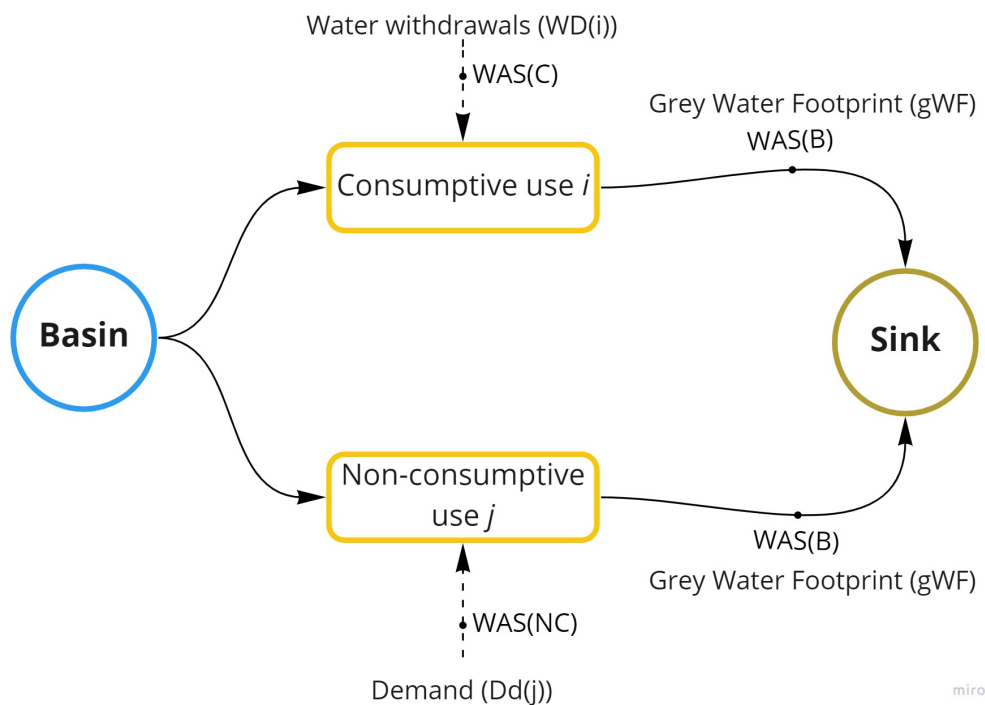 Water withdrawals (WD(i))
WAS(C)
Grey Water Footprint (gWF)
WAS(B)
Consumptive use i
Basin
Sink
Non-consumptive
use j
WAS(B)
Grey Water Footprint (gWF)
WAS(NC)
Demand (Dd(j))
miro